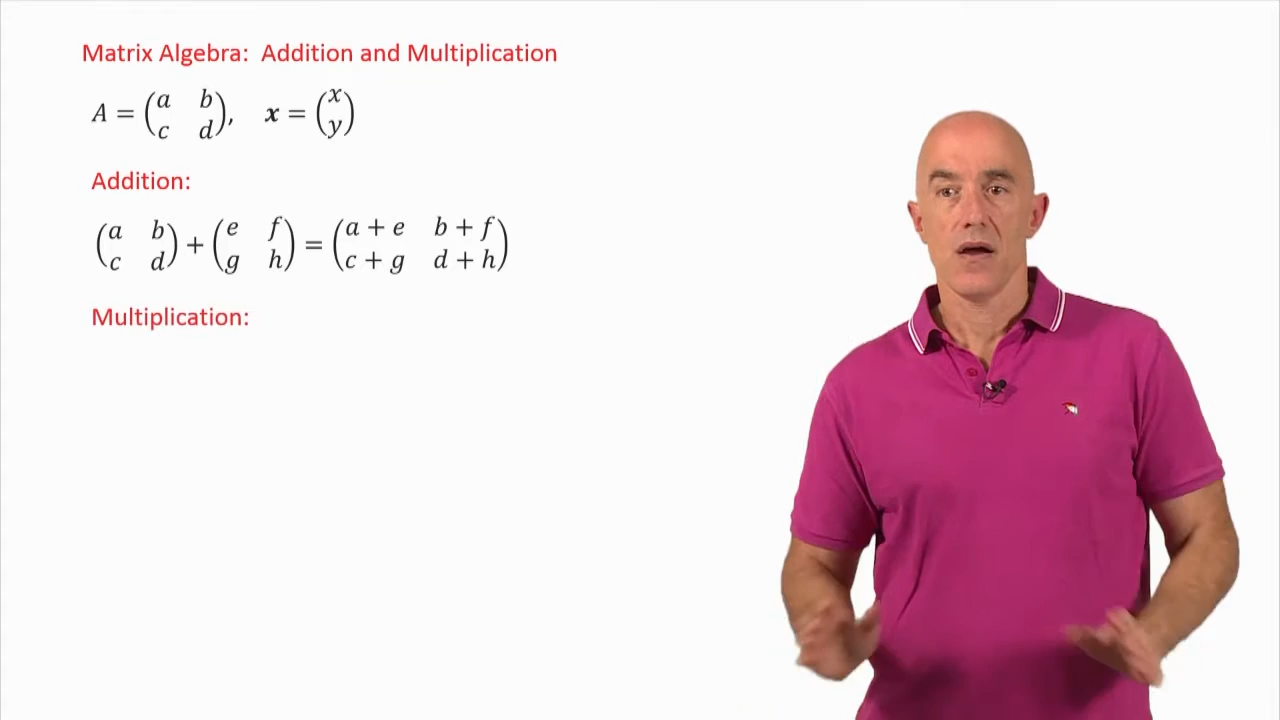 Matrix Algebra: Addition and Multiplication
A = (a b
c d), x = (x
y)
Addition:
(a b
c d) + (e f
g h) = (a + e b + f
c + g d + h)
Multiplication: